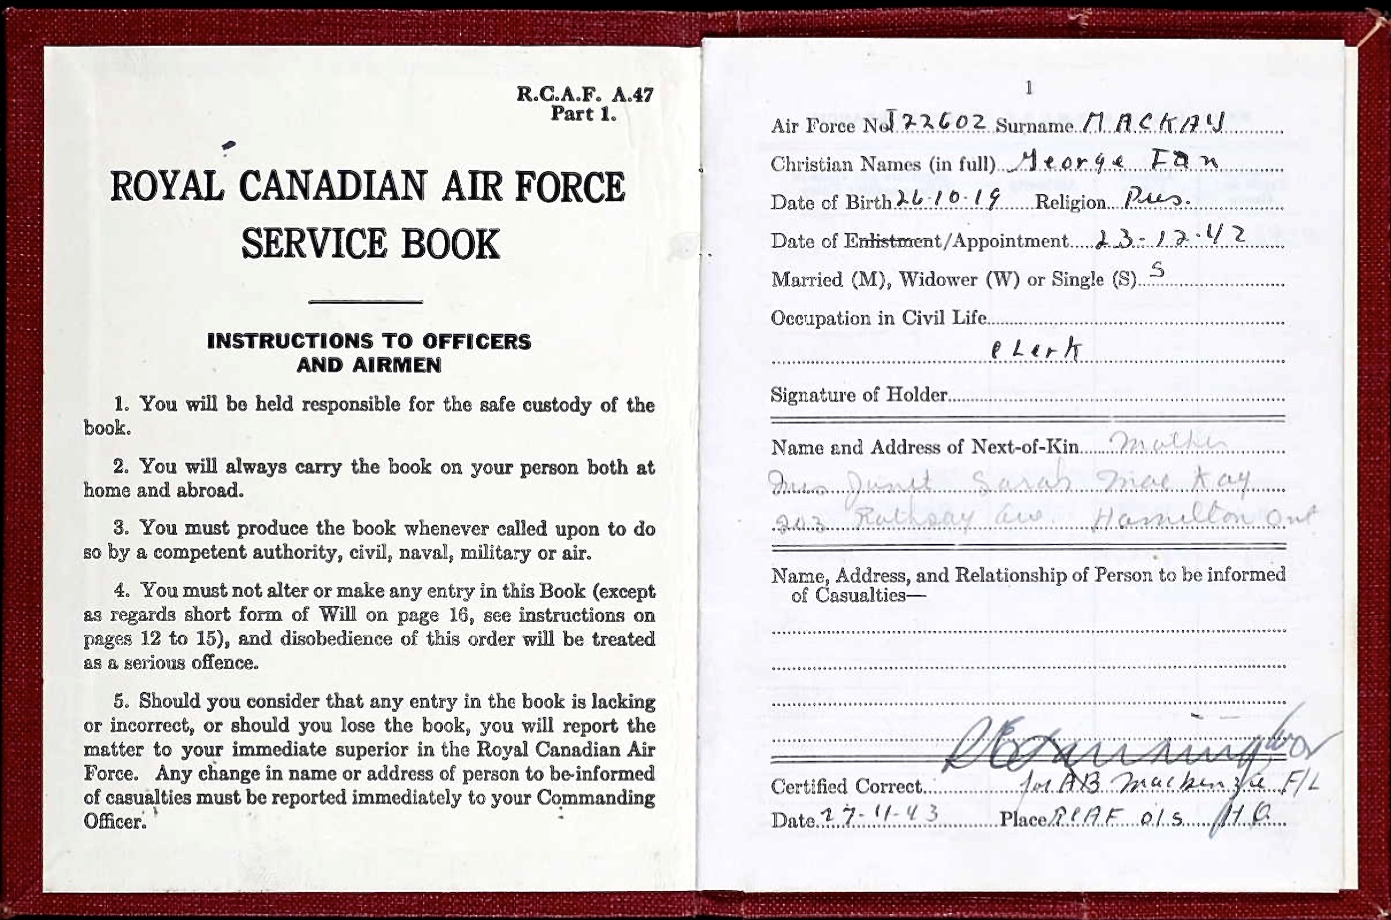 R.C.A.F. A.47
Part 1.
ROYAL CANADIAN AIR FORCE
SERVICE BOOK
INSTRUCTIONS TO OFFICERS
AND AIRMEN
1. You will be held responsible for the safe custody of the
book.
2. You will always carry the book on your person both at
home and abroad.
3. You must produce the book whenever called upon to do
so by a competent authority, civil, naval, military or air.
4. You must not alter or make any entry in this Book (except
as regards short form of Will on page 16, see instructions on
pages 12 to 15), and disobedience of this order will be treated
as a serious offence.
5. Should you consider that any entry in the book is lacking
or incorrect, or should you lose the book, you will report the
matter to your immediate superior in the Royal Canadian Air
Force. Any change in name or address of person to be informed
of casualties must be reported immediately to your Commanding
Officer.
1
Air Force No J22602 Surname MACKAY
Christian Names (in full) George Ian
Date of Birth 26.10.19 Religion Pres.
Date of Enlistment/Appointment 23-12-42
Married (M), Widower (W) or Single (S) S
Occupation in Civil Life
Clerk
Signature of Holder
Name and Address of Next-of-Kin Mother
Mrs Janet Sarah MacKay
203 Rothsay Ave. Hamilton Ont
Name, Address, and Relationship of Person to be informed
of Casualties—
Certified Correct for AB Mackenzie F/L
Date 27-11-43 Place RCAF o/s H.Q.